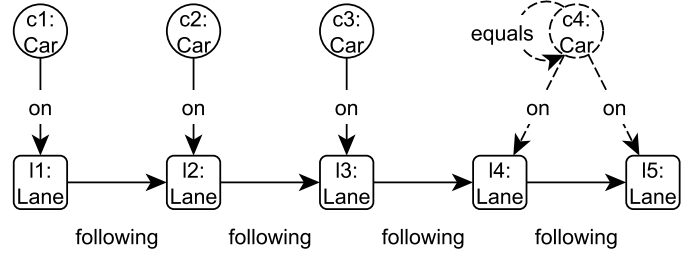 c1:
Car
c2:
Car
c3:
Car
c4:
Car
equals
on
on
on
on
on
l1:
Lane
l2:
Lane
l3:
Lane
l4:
Lane
l5:
Lane
following
following
following
following